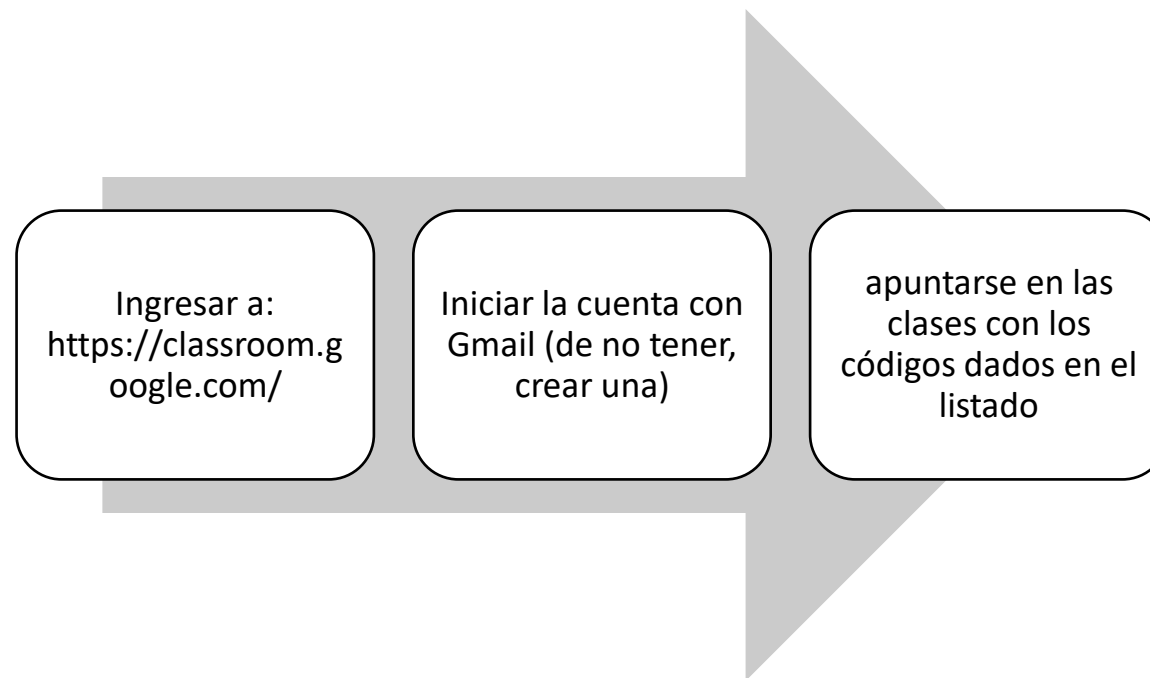 Ingresar a:
https://classroom.g
oogle.com/
Iniciar la cuenta con
Gmail (de no tener,
crear una)
apuntarse en las
clases con los
códigos dados en el
listado